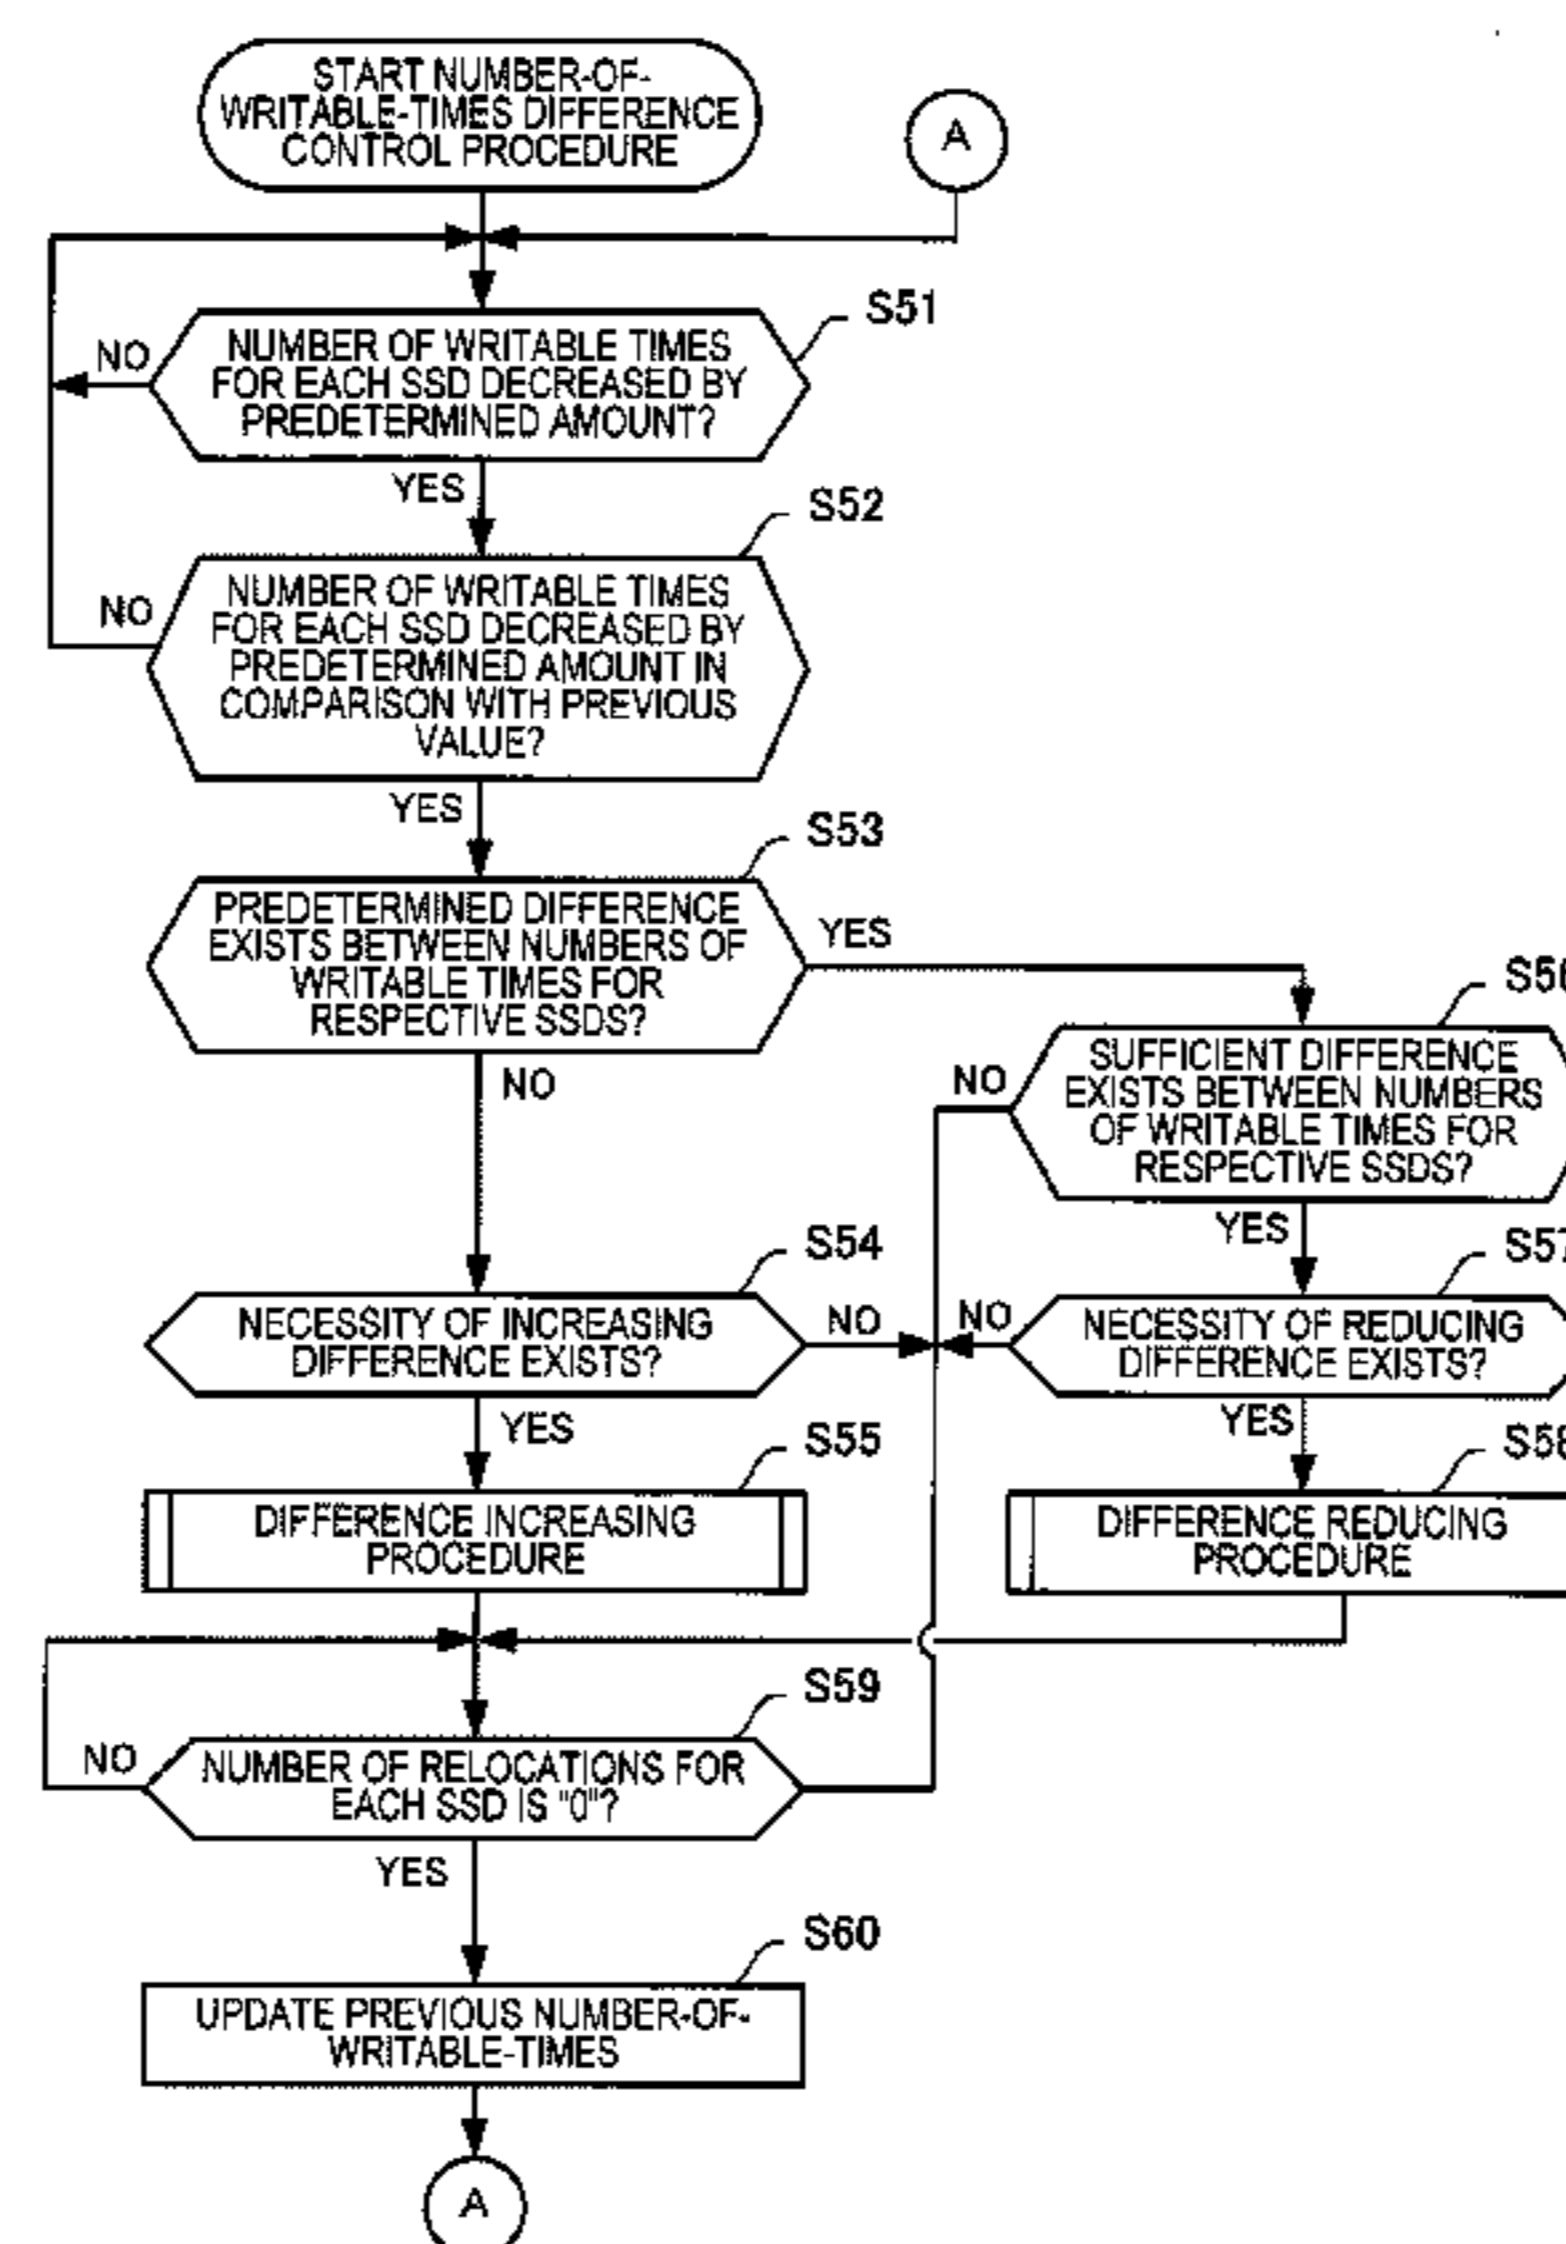 START NUMBER-OF-
WRITABLE-TIMES DIFFERENCE
CONTROL PROCEDURE
A
S51
NUMBER OF WRITABLE TIMES
FOR EACH SSD DECREASED BY
PREDETERMINED AMOUNT?
NO
YES
S52
NUMBER OF WRITABLE TIMES
FOR EACH SSD DECREASED BY
PREDETERMINED AMOUNT IN
COMPARISON WITH PREVIOUS
VALUE?
NO
YES
S53
PREDETERMINED DIFFERENCE
EXISTS BETWEEN NUMBERS OF
WRITABLE TIMES FOR
RESPECTIVE SSDS?
YES
NO
S56
SUFFICIENT DIFFERENCE
EXISTS BETWEEN NUMBERS
OF WRITABLE TIMES FOR
RESPECTIVE SSDS?
NO
YES
S54
NECESSITY OF INCREASING
DIFFERENCE EXISTS?
NO
YES
S57
NECESSITY OF REDUCING
DIFFERENCE EXISTS?
NO
YES
S55
DIFFERENCE INCREASING
PROCEDURE
S58
DIFFERENCE REDUCING
PROCEDURE
S59
NUMBER OF RELOCATIONS FOR
EACH SSD IS "0"?
NO
YES
S60
UPDATE PREVIOUS NUMBER-OF-
WRITABLE-TIMES
A